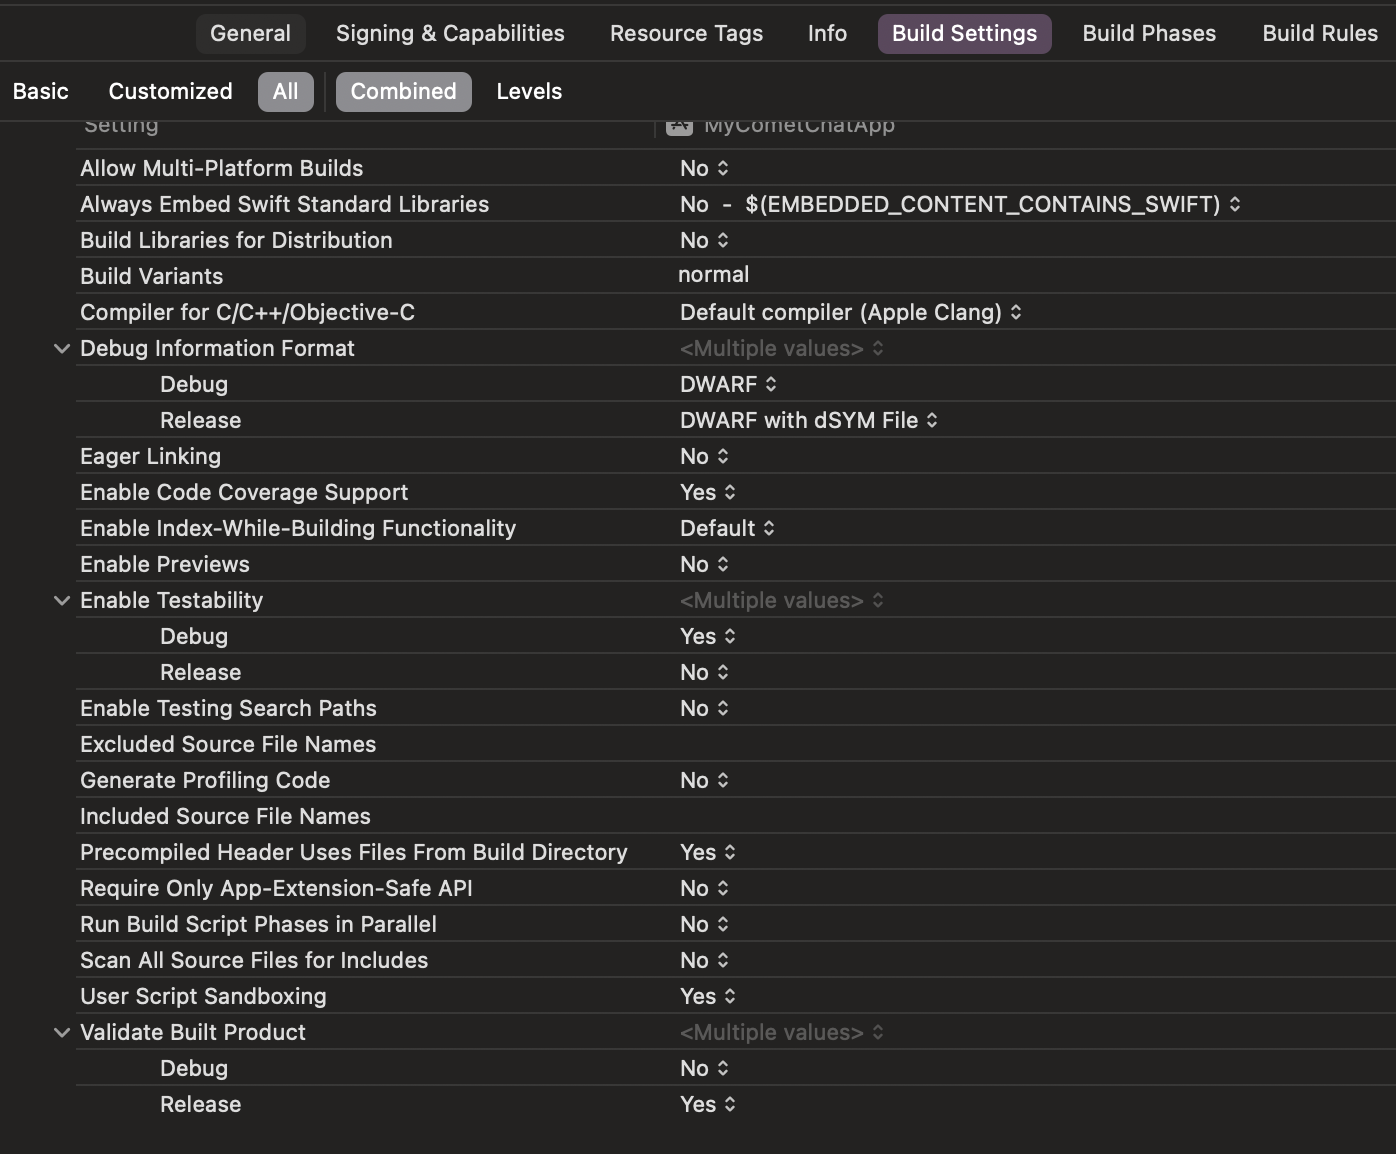 General Signing & Capabilities Resource Tags Info Build Settings Build Phases Build Rules
Basic Customized All Combined Levels
Setting MyCometChatApp
Allow Multi-Platform Builds No
Always Embed Swift Standard Libraries No - $(EMBEDDED_CONTENT_CONTAINS_SWIFT)
Build Libraries for Distribution No
Build Variants normal
Compiler for C/C++/Objective-C Default compiler (Apple Clang)
Debug Information Format <Multiple values>
Debug DWARF
Release DWARF with dSYM File
Eager Linking No
Enable Code Coverage Support Yes
Enable Index-While-Building Functionality Default
Enable Previews No
Enable Testability <Multiple values>
Debug Yes
Release No
Enable Testing Search Paths No
Excluded Source File Names
Generate Profiling Code No
Included Source File Names
Precompiled Header Uses Files From Build Directory Yes
Require Only App-Extension-Safe API No
Run Build Script Phases in Parallel No
Scan All Source Files for Includes No
User Script Sandboxing Yes
Validate Built Product <Multiple values>
Debug No
Release Yes